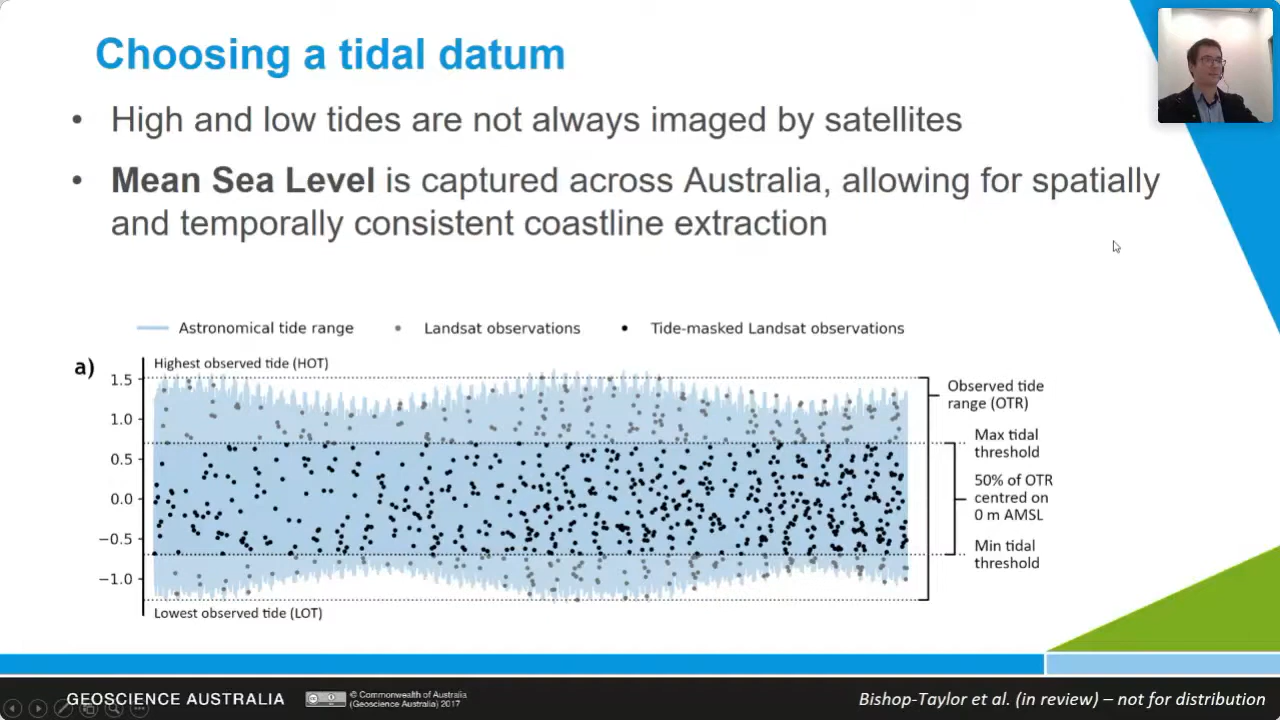 Choosing a tidal datum
• High and low tides are not always imaged by satellites
• Mean Sea Level is captured across Australia, allowing for spatially
and temporally consistent coastline extraction
Astronomical tide range
Landsat observations
Tide-masked Landsat observations
a)
Highest observed tide (HOT)
1.5
1.0
0.5
0.0
−0.5
−1.0
Lowest observed tide (LOT)
Observed tide
range (OTR)
Max tidal
threshold
50% of OTR
centred on
0 m AMSL
Min tidal
threshold
GEOSCIENCE AUSTRALIA
© Commonwealth of Australia
(Geoscience Australia) 2017
Bishop-Taylor et al. (in review) – not for distribution